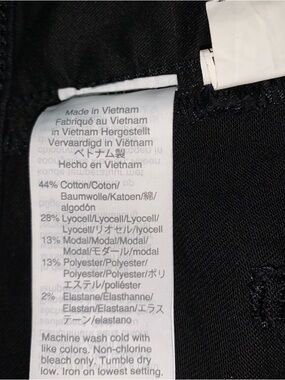 Made in Vietnam
Fabriqué au Vietnam
in Vietnam Hergestellt
Vervaardigd in Viëtnam
ベトナム製
Hecho en Vietnam
44% Cotton/Coton/
Baumwolle/Katoen/綿/
algodón
28% Lyocell/Lyocell/Lyocell/
Lyocell/リオセル/lyocell
13% Modal/Modal/Modal/
Modal/モダール/modal
13% Polyester/Polyester/
Polyester/Polyester/ポリ
エステル/poliéster
2% Elastane/Élasthanne/
Elastan/Elastaan/エラス
テーン/elastano
Machine wash cold with
like colors. Non-chlorine
bleach only. Tumble dry
low. Iron on lowest setting,